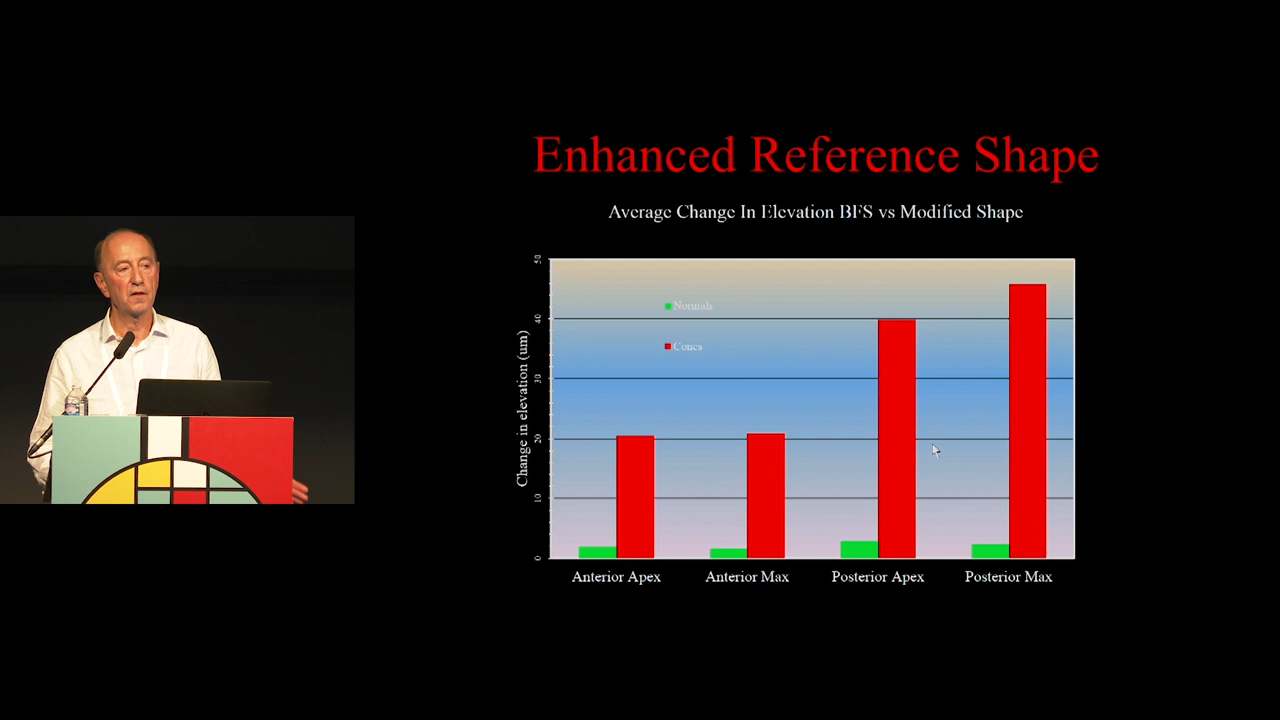 Enhanced Reference Shape
Average Change In Elevation BFS vs Modified Shape
50
40
30
20
10
0
Change in elevation (um)
Normals
Cones
Anterior Apex
Anterior Max
Posterior Apex
Posterior Max